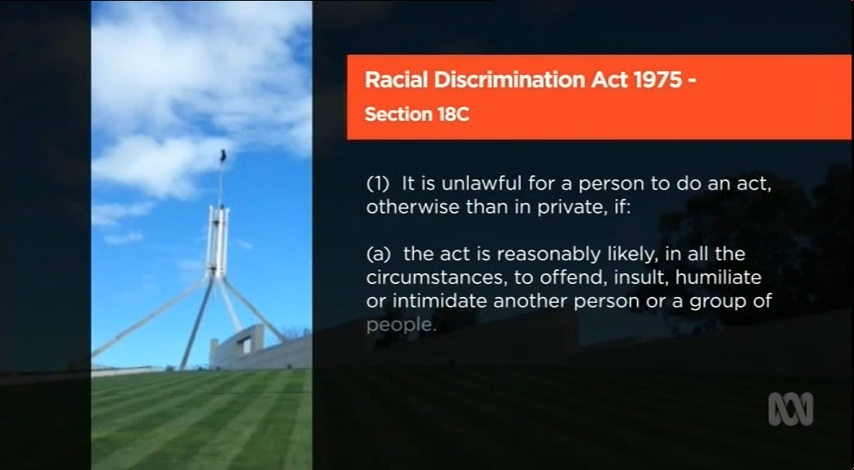 Racial Discrimination Act 1975 -
Section 18C
(1) It is unlawful for a person to do an act,
otherwise than in private, if:
(a) the act is reasonably likely, in all the
circumstances, to offend, insult, humiliate
or intimidate another person or a group of
people.